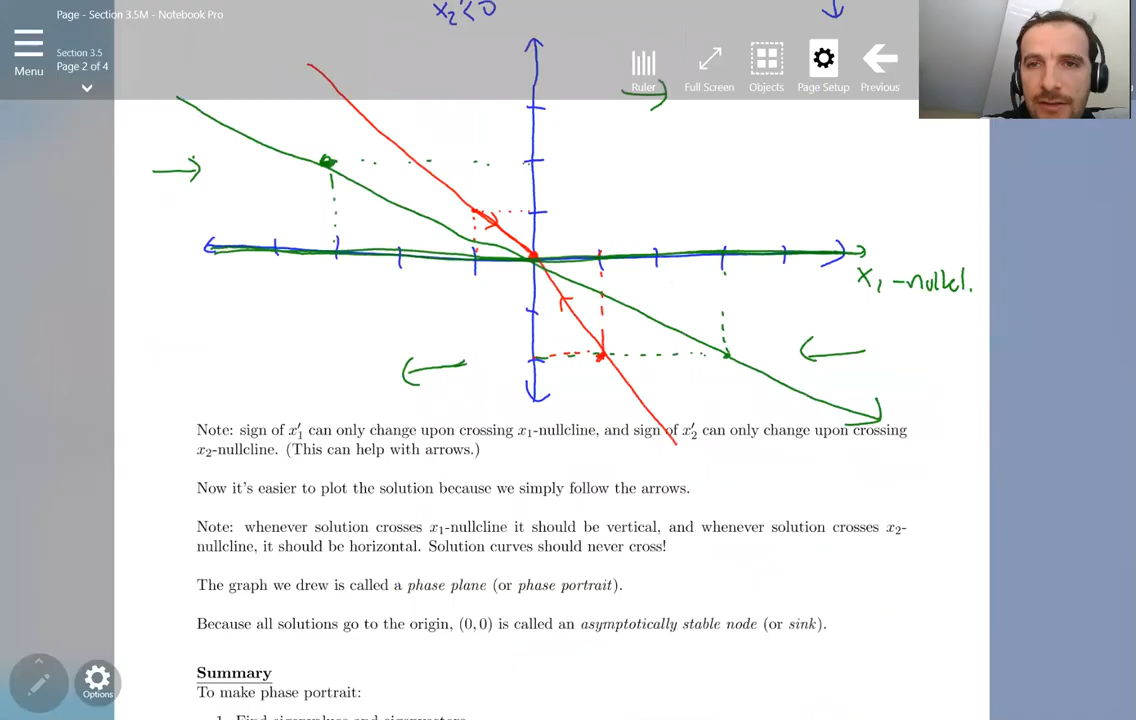 Page - Section 3.5M - Notebook Pro
x₂' < 0
Menu
Section 3.5
Page 2 of 4
Ruler
Full Screen
Objects
Page Setup
Previous
x₁ -nullcl.
Note: sign of x₁′ can only change upon crossing x₁-nullcline, and sign of x₂′ can only change upon crossing
x₂-nullcline. (This can help with arrows.)
Now it's easier to plot the solution because we simply follow the arrows.
Note: whenever solution crosses x₁-nullcline it should be vertical, and whenever solution crosses x₂-
nullcline, it should be horizontal. Solution curves should never cross!
The graph we drew is called a phase plane (or phase portrait).
Because all solutions go to the origin, (0, 0) is called an asymptotically stable node (or sink).
Summary
To make phase portrait:
1. Find eigenvalues and eigenvectors
Options